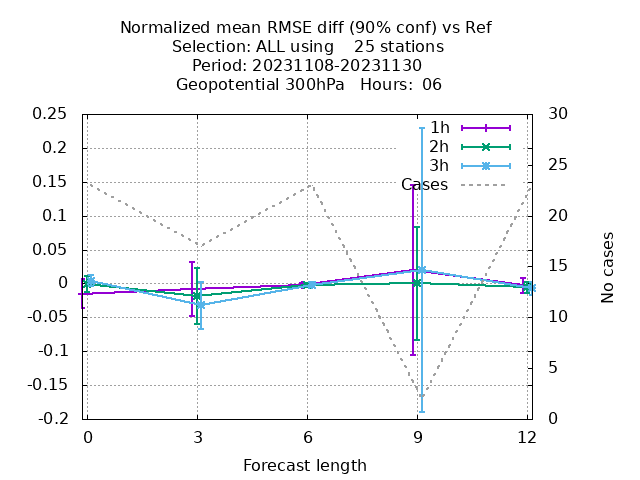 Normalized mean RMSE diff (90% conf) vs Ref
Selection: ALL using    25 stations
Period: 20231108-20231130
Geopotential 300hPa   Hours:  06
0.25
0.2
0.15
0.1
0.05
0
-0.05
-0.1
-0.15
-0.2
1h
2h
3h
Cases
30
25
20
15
10
5
0
No cases
0 3 6 9 12
Forecast length